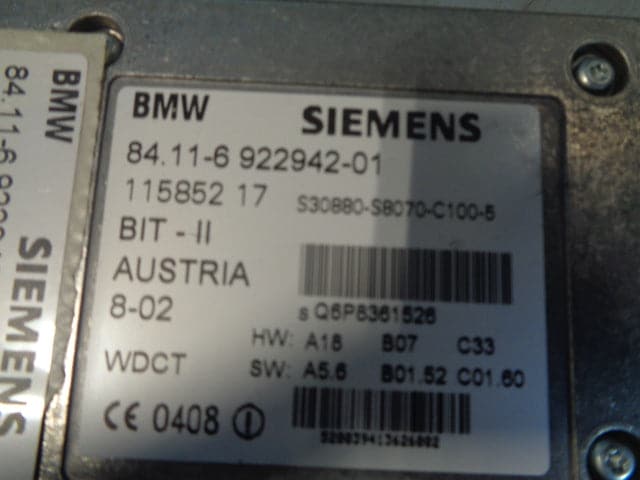 BMW SIEMENS
84.11-6 922942-01
115852 17 S30880-S8070-C100-5
BIT - II
AUSTRIA
8-02 s Q6P8361526
HW: A18 B07 C33
WDCT SW: A5.6 B01.52 C01.60
CE 0408
520039413626002
BMW
84.11-6
SIEMENS